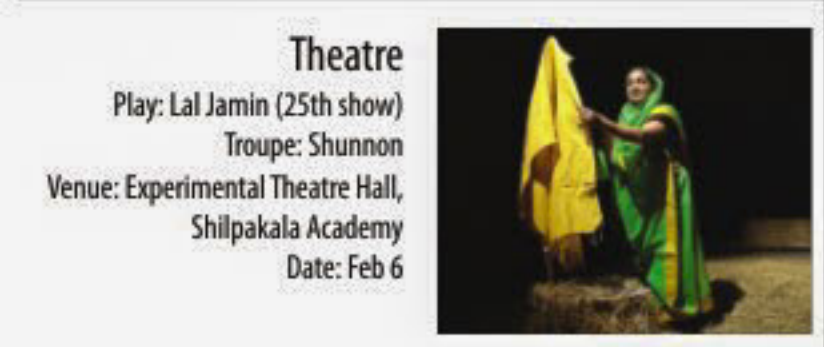 Theatre
Play: Lal Jamin (25th show)
Troupe: Shunnon
Venue: Experimental Theatre Hall,
Shilpakala Academy
Date: Feb 6